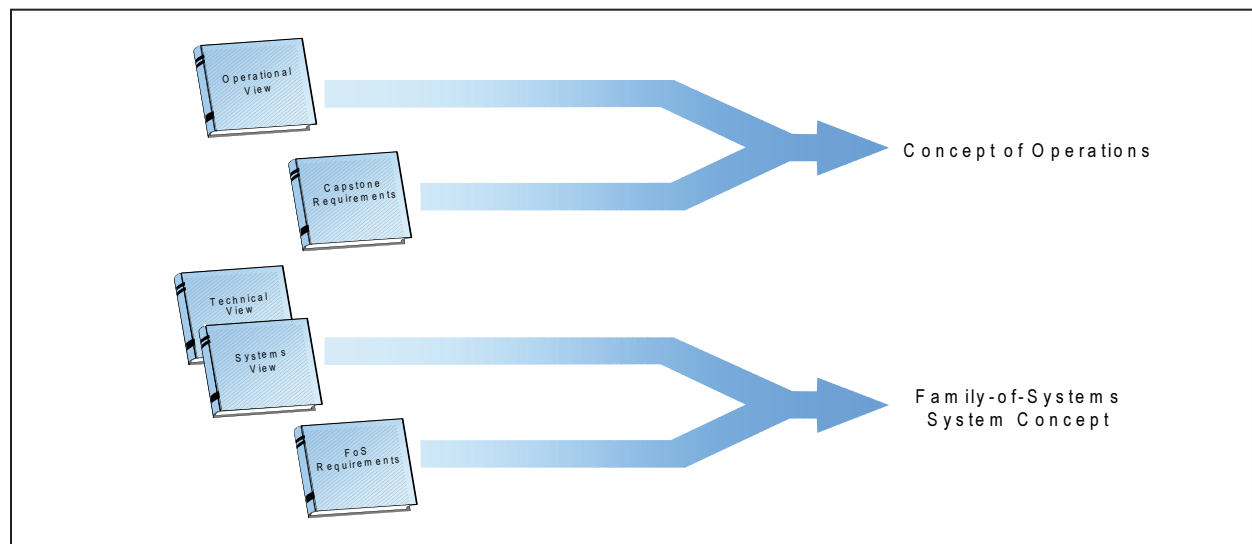 Operational
View
Concept of Operations
Capstone
Requirements
Technical
View
Systems
View
Family-of-Systems
System Concept
FoS
Requirements